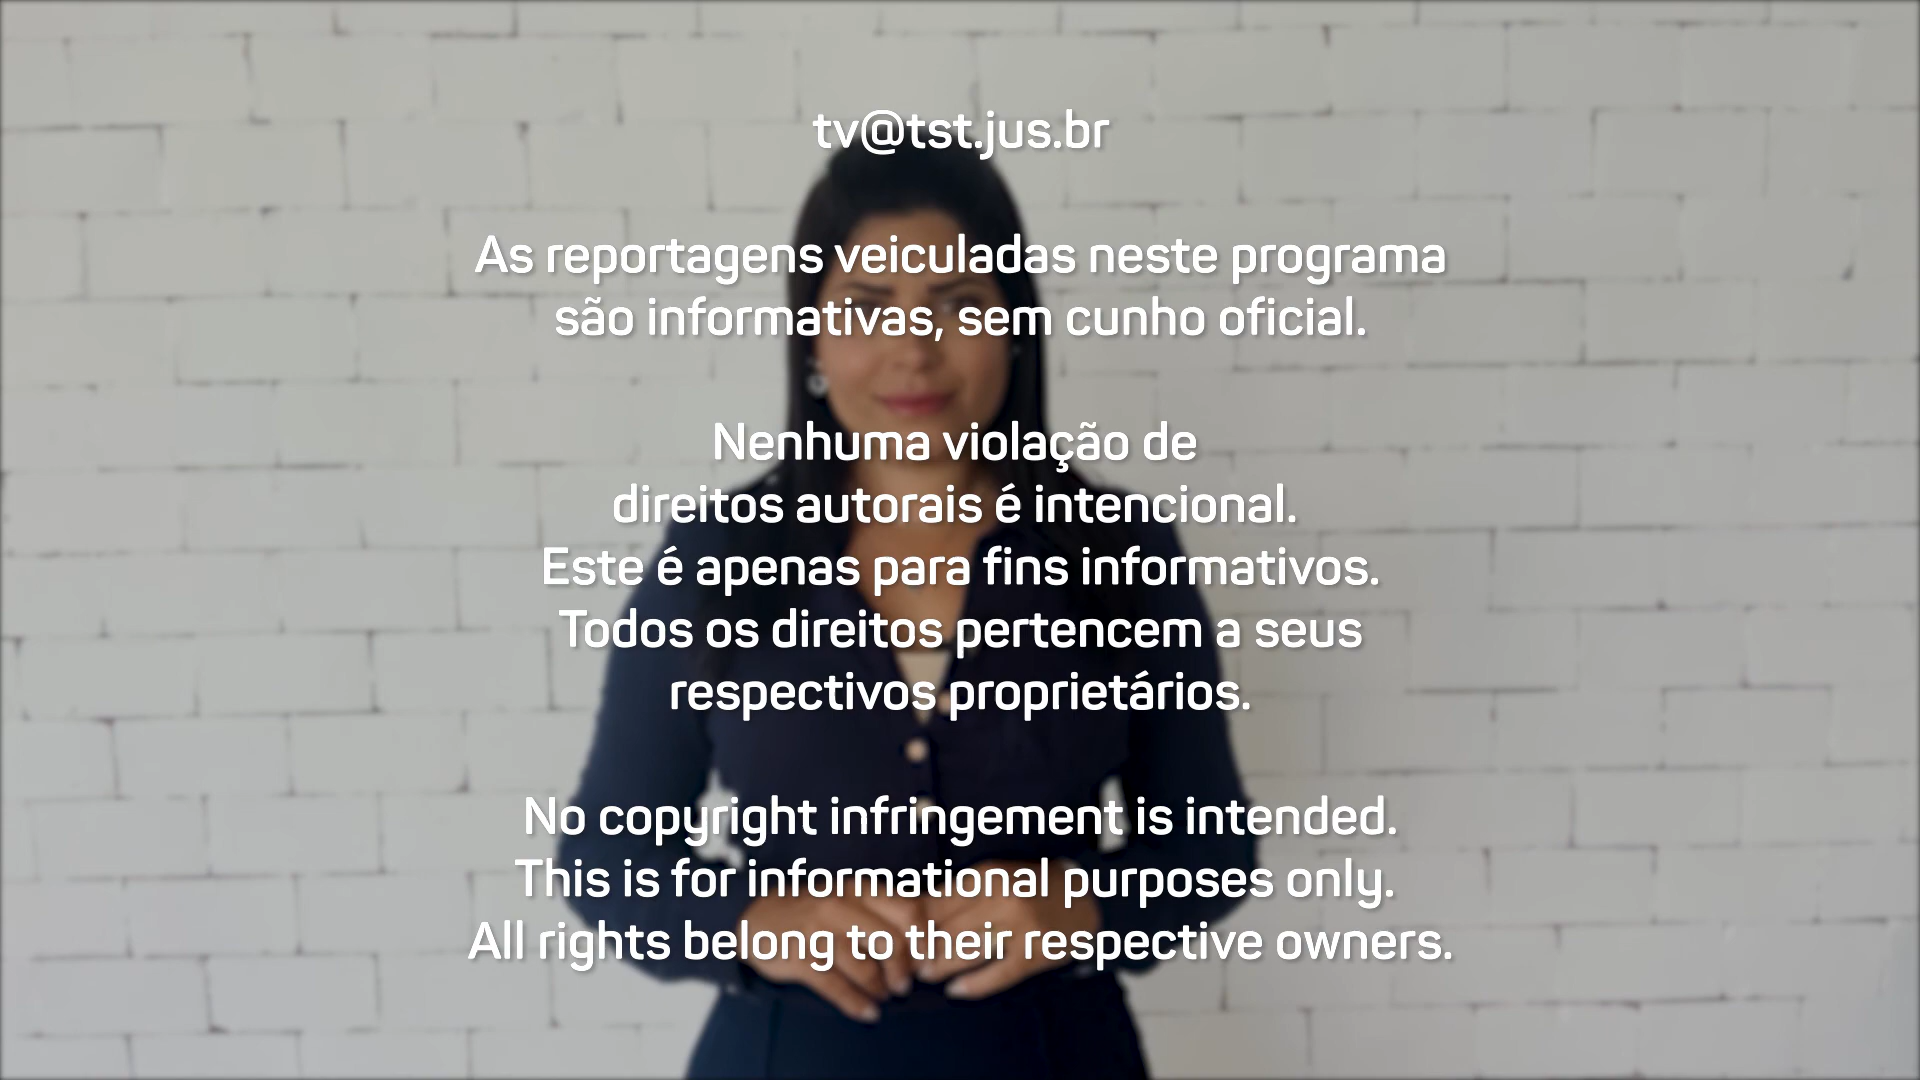 tv@tst.jus.br
As reportagens veiculadas neste programa
são informativas, sem cunho oficial.
Nenhuma violação de
direitos autorais é intencional.
Este é apenas para fins informativos.
Todos os direitos pertencem a seus
respectivos proprietários.
No copyright infringement is intended.
This is for informational purposes only.
All rights belong to their respective owners.